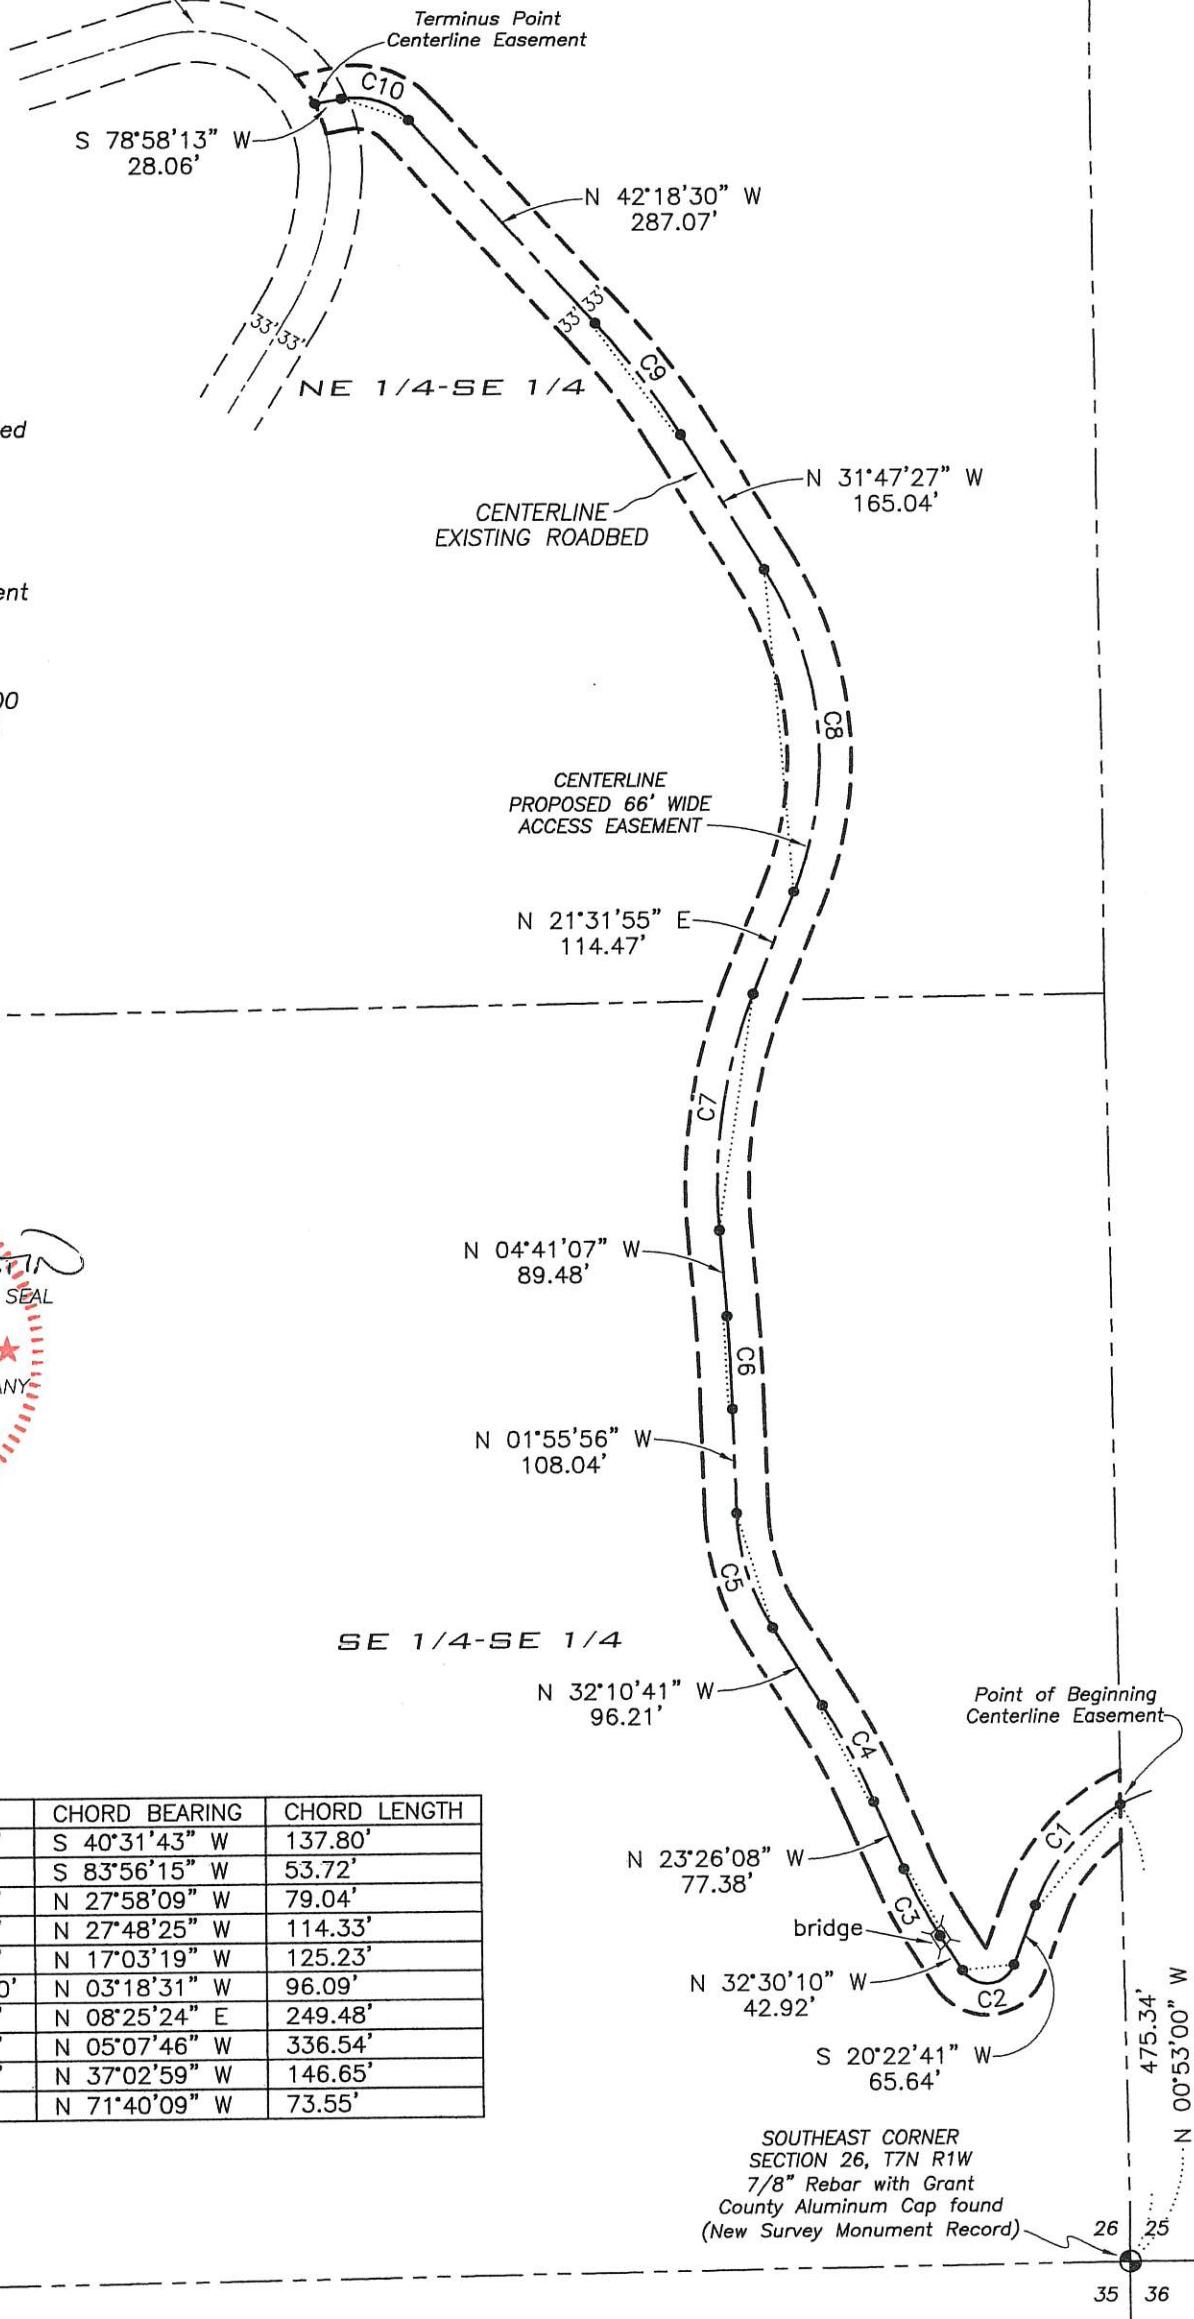 Terminus Point
Centerline Easement
C10
S 78°58'13" W
28.06'
N 42°18'30" W
287.07'
33' 33'
33' 33'
C9
NE 1/4-SE 1/4
ed
N 31°47'27" W
165.04'
CENTERLINE
EXISTING ROADBED
ent
00
C8
CENTERLINE
PROPOSED 66' WIDE
ACCESS EASEMENT
N 21°31'55" E
114.47'
C7
N 04°41'07" W
89.48'
SEAL
C6
ANY
N 01°55'56" W
108.04'
C5
SE 1/4-SE 1/4
N 32°10'41" W
96.21'
Point of Beginning
Centerline Easement
C4
C1
CHORD BEARING CHORD LENGTH
' S 40°31'43" W 137.80'
S 83°56'15" W 53.72'
' N 27°58'09" W 79.04'
' N 27°48'25" W 114.33'
' N 17°03'19" W 125.23'
0' N 03°18'31" W 96.09'
' N 08°25'24" E 249.48'
' N 05°07'46" W 336.54'
' N 37°02'59" W 146.65'
N 71°40'09" W 73.55'
N 23°26'08" W
77.38'
C3
bridge
N 32°30'10" W
42.92'
C2
S 20°22'41" W
65.64'
475.34'
N 00°53'00" W
SOUTHEAST CORNER
SECTION 26, T7N R1W
7/8" Rebar with Grant
County Aluminum Cap found
(New Survey Monument Record)
26 25
35 36